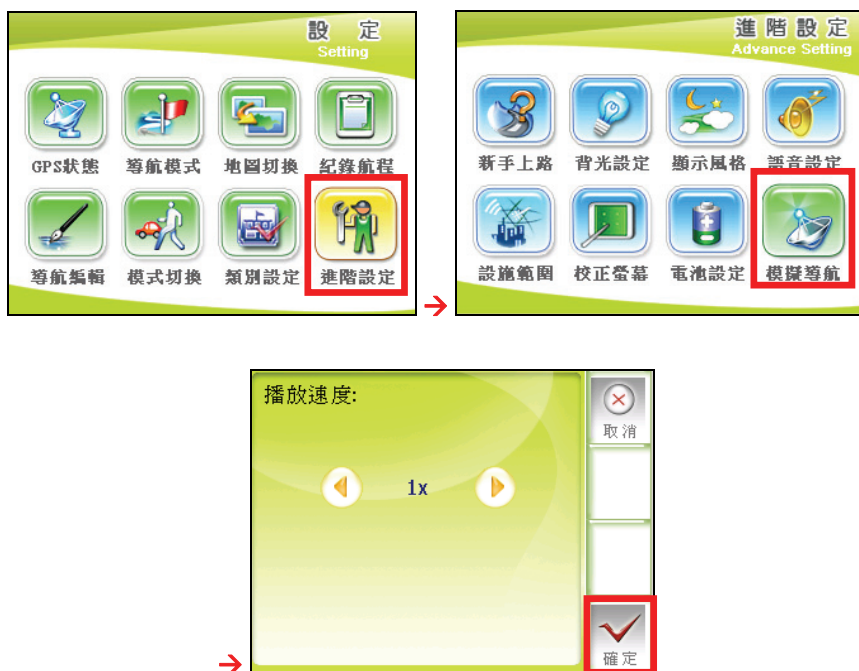 設 定
Setting
GPS狀態 導航模式 地圖切換 紀錄航程
導航編輯 模式切換 類別設定 進階設定
→
進階設定
Advance Setting
新手上路 背光設定 顯示風格 語音設定
設施範圍 校正螢幕 電池設定 模擬導航
→
播放速度:
1x
取消
確定